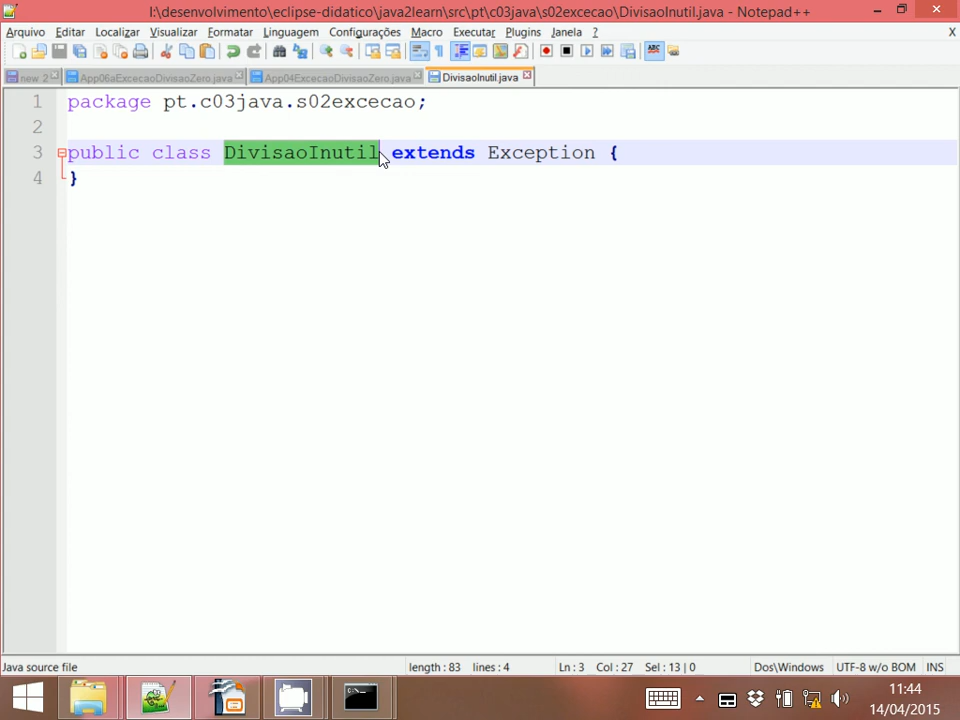 I:\desenvolvimento\eclipse-didatico\java2learn\src\pt\c03java\s02excecao\DivisaoInutil.java - Notepad++
Arquivo Editar Localizar Visualizar Formatar Linguagem Configurações Macro Executar Plugins Janela ? X
ABC
new 2 App06aExcecaoDivisaoZero.java App04ExcecaoDivisaoZero.java DivisaoInutil.java
1 package pt.c03java.s02excecao;
2
3 public class DivisaoInutil extends Exception {
4 }
Java source file length : 83 lines : 4 Ln : 3 Col : 27 Sel : 13 | 0 Dos\Windows UTF-8 w/o BOM INS
11:44
14/04/2015